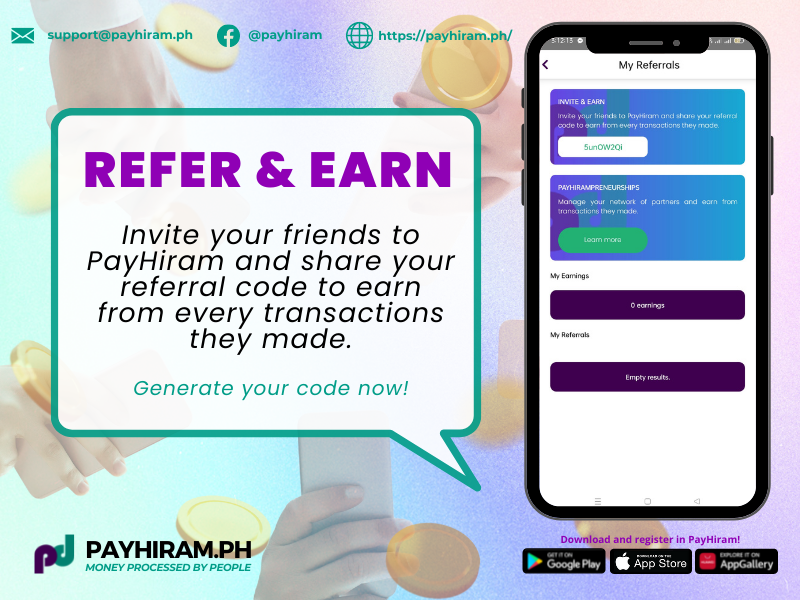 support@payhiram.ph
@payhiram
https://payhiram.ph/
REFER & EARN
Invite your friends to
PayHiram and share your
referral code to earn
from every transactions
they made.
Generate your code now!
PAYHIRAM.PH
MONEY PROCESSED BY PEOPLE
My Referrals
INVITE & EARN
Invite your friends to PayHiram and share your referral
code to earn from every transactions they made.
5un0W2Qi
PAYHIRAMPRENEURSHIPS
Manage your network of partners and earn from
transactions they made.
Learn more
My Earnings
0 earnings
My Referrals
Empty results.
Download and register in PayHiram!
GET IT ON
Google Play
Download on the
App Store
EXPLORE IT ON
AppGallery